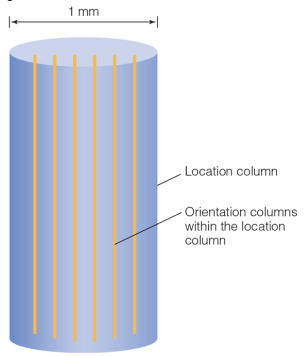 1 mm
Location column
Orientation columns
within the location
column